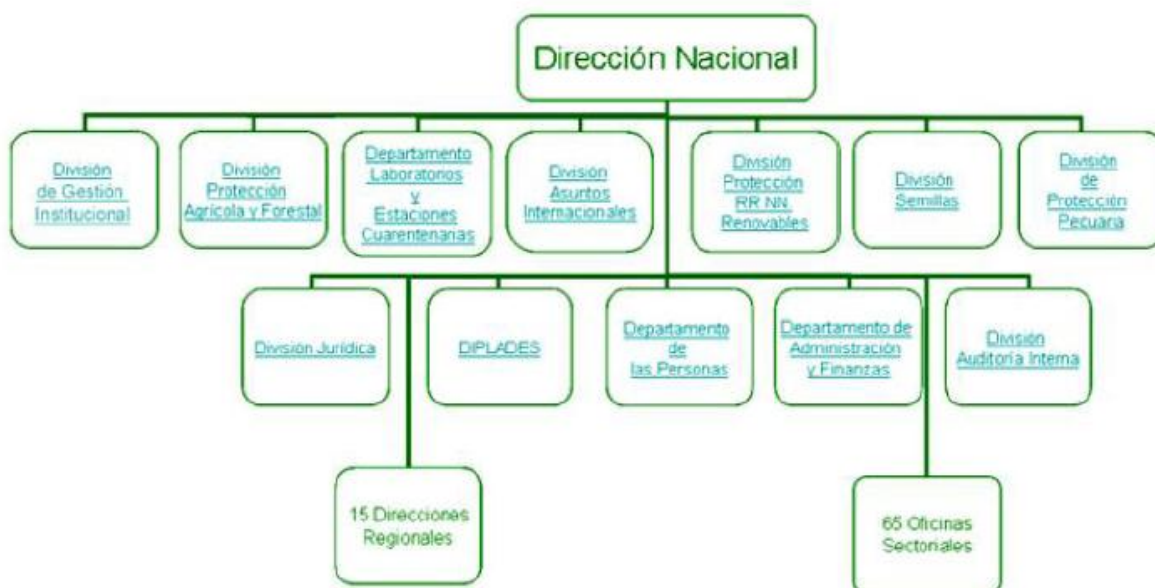 Dirección Nacional
División
de Gestión
Institucional
División
Protección
Agrícola y Forestal
Departamento
Laboratorios
y
Estaciones
Cuarentenarias
División
Asuntos
Internacionales
División
Protección
RR.NN.
Renovables
División
Semillas
División
de
Protección
Pecuaria
División Jurídica
DIPLADES
Departamento
de
las Personas
Departamento de
Administración
y Finanzas
División
Auditoría Interna
15 Direcciones
Regionales
65 Oficinas
Sectoriales